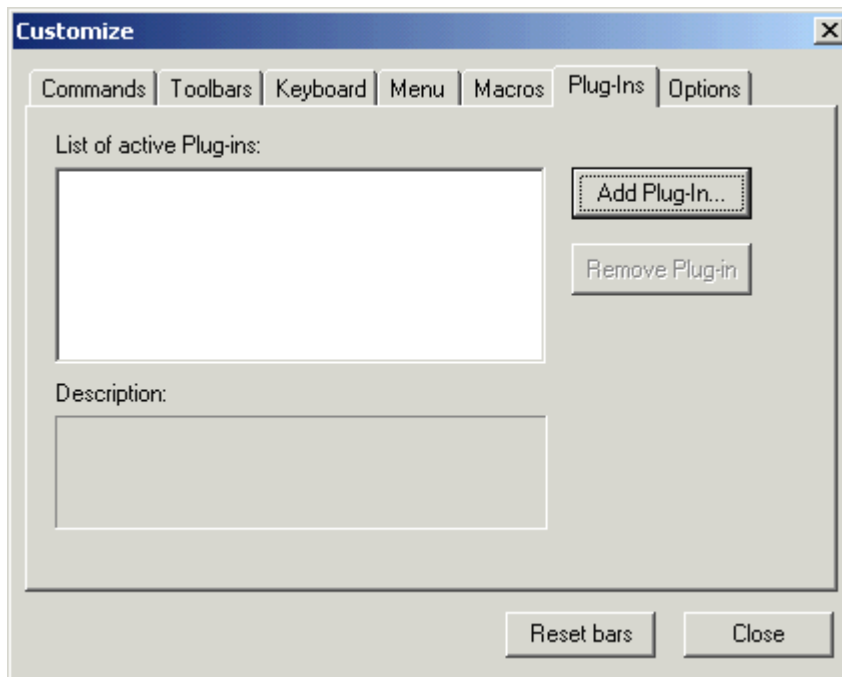 Customize
Commands Toolbars Keyboard Menu Macros Plug-Ins Options
List of active Plug-ins:
Add Plug-In...
Remove Plug-in
Description:
Reset bars Close